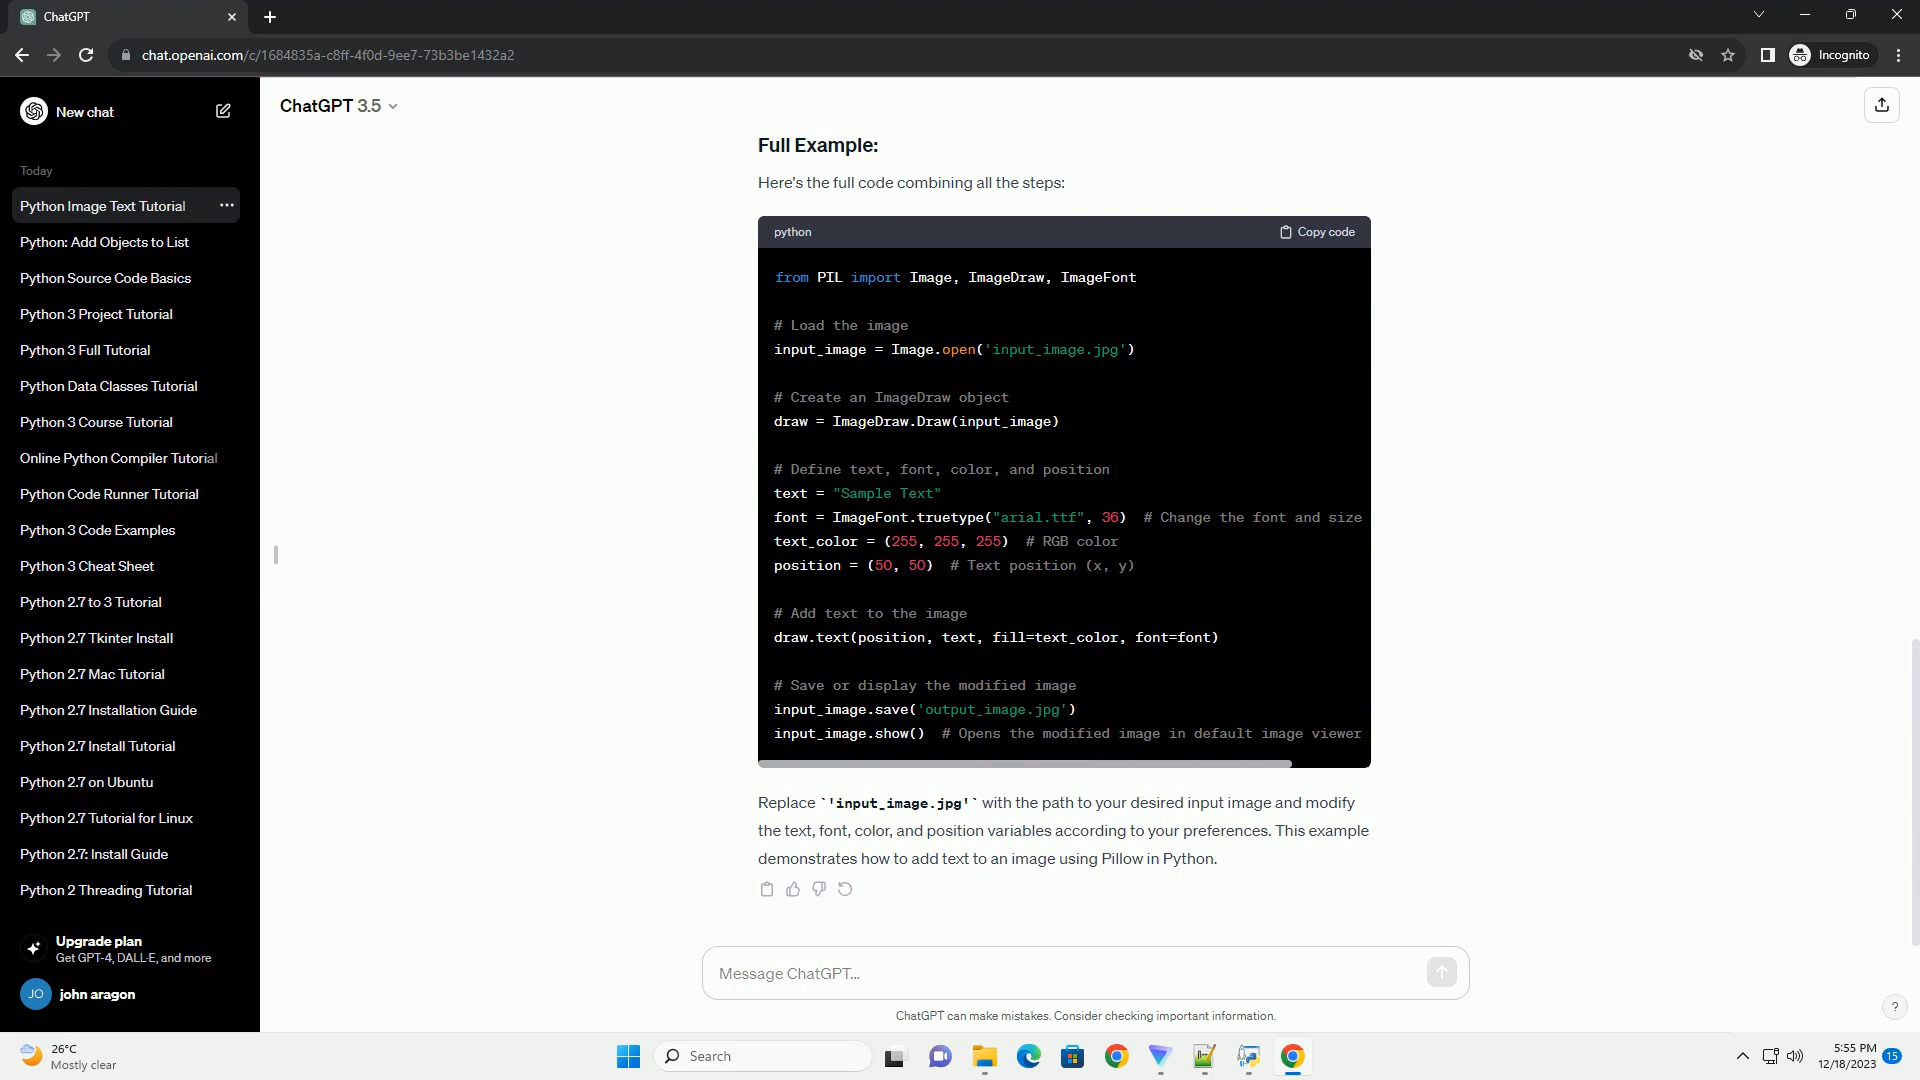 ChatGPT
chat.openai.com/c/1684835a-c8ff-4f0d-9ee7-73b3be1432a2
Incognito
New chat
Today
Python Image Text Tutorial
Python: Add Objects to List
Python Source Code Basics
Python 3 Project Tutorial
Python 3 Full Tutorial
Python Data Classes Tutorial
Python 3 Course Tutorial
Online Python Compiler Tutorial
Python Code Runner Tutorial
Python 3 Code Examples
Python 3 Cheat Sheet
Python 2.7 to 3 Tutorial
Python 2.7 Tkinter Install
Python 2.7 Mac Tutorial
Python 2.7 Installation Guide
Python 2.7 Install Tutorial
Python 2.7 on Ubuntu
Python 2.7 Tutorial for Linux
Python 2.7: Install Guide
Python 2 Threading Tutorial
Upgrade plan
Get GPT-4, DALL·E, and more
JO john aragon
ChatGPT 3.5
Full Example:
Here's the full code combining all the steps:
python Copy code
from PIL import Image, ImageDraw, ImageFont
# Load the image
input_image = Image.open('input_image.jpg')
# Create an ImageDraw object
draw = ImageDraw.Draw(input_image)
# Define text, font, color, and position
text = "Sample Text"
font = ImageFont.truetype("arial.ttf", 36)  # Change the font and size
text_color = (255, 255, 255)  # RGB color
position = (50, 50)  # Text position (x, y)
# Add text to the image
draw.text(position, text, fill=text_color, font=font)
# Save or display the modified image
input_image.save('output_image.jpg')
input_image.show()  # Opens the modified image in default image viewer
Replace `'input_image.jpg'` with the path to your desired input image and modify
the text, font, color, and position variables according to your preferences. This example
demonstrates how to add text to an image using Pillow in Python.
Message ChatGPT...
ChatGPT can make mistakes. Consider checking important information.
?
26°C
Mostly clear
Search
5:55 PM
12/18/2023
15